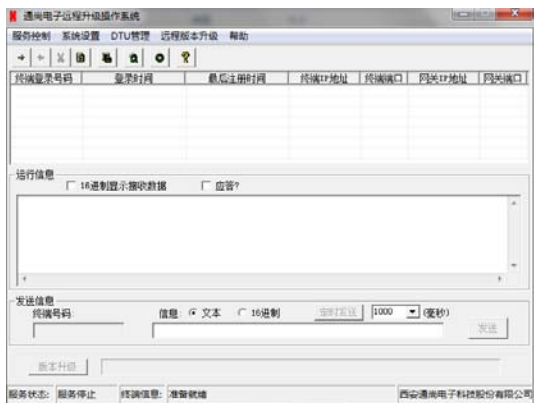 通尚电子远程升级操作系统
服务控制 系统设置 DTU管理 远程版本升级 帮助
终端登录号码 登录时间 最后注册时间 终端IP地址 终端端口 网关IP地址 网关端口
运行信息
16进制显示接收数据 应答?
发送信息
终端号码: 信息: 文本 16进制 定时发送 1000 (毫秒)
发送
版本升级
服务状态: 服务停止 终端信息: 准备就绪 西安通尚电子科技股份有限公司